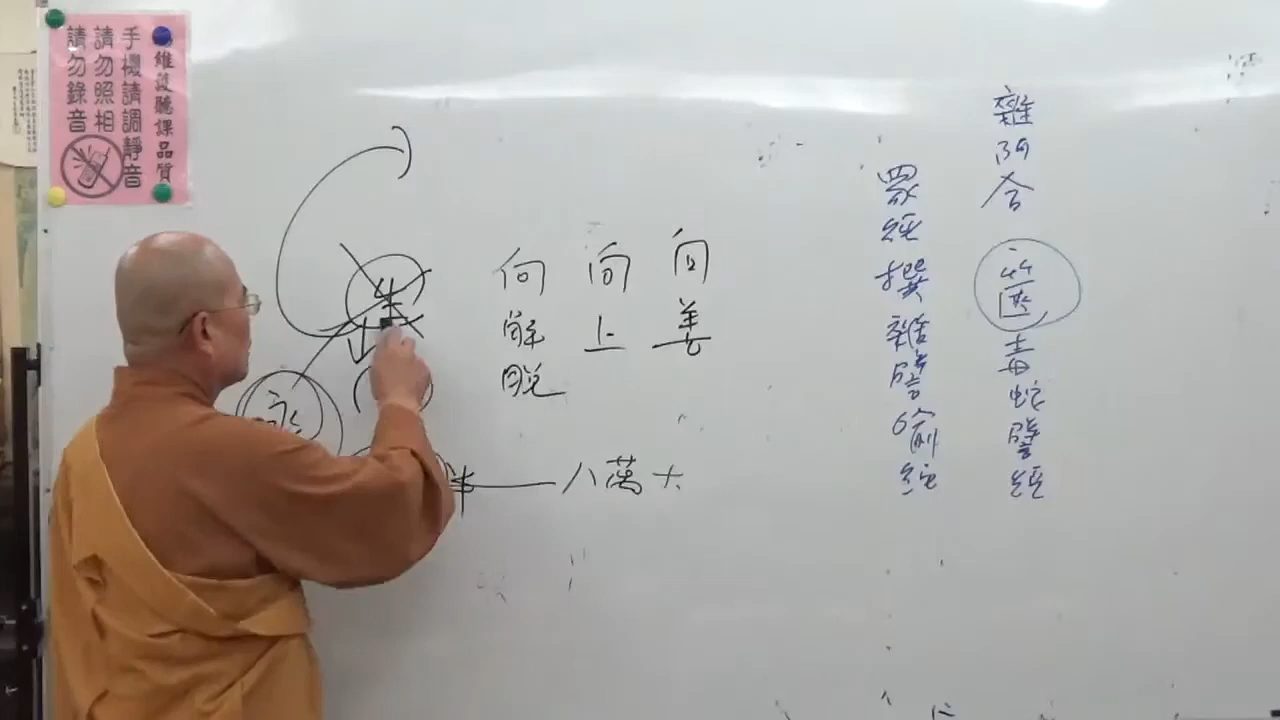 維護聽課品質
手機請調靜音
請勿照相
請勿錄音
雜阿含 篋毒蛇譬經
眾經撰雜譬喻經
向善
向上
向解脫
生
八萬大